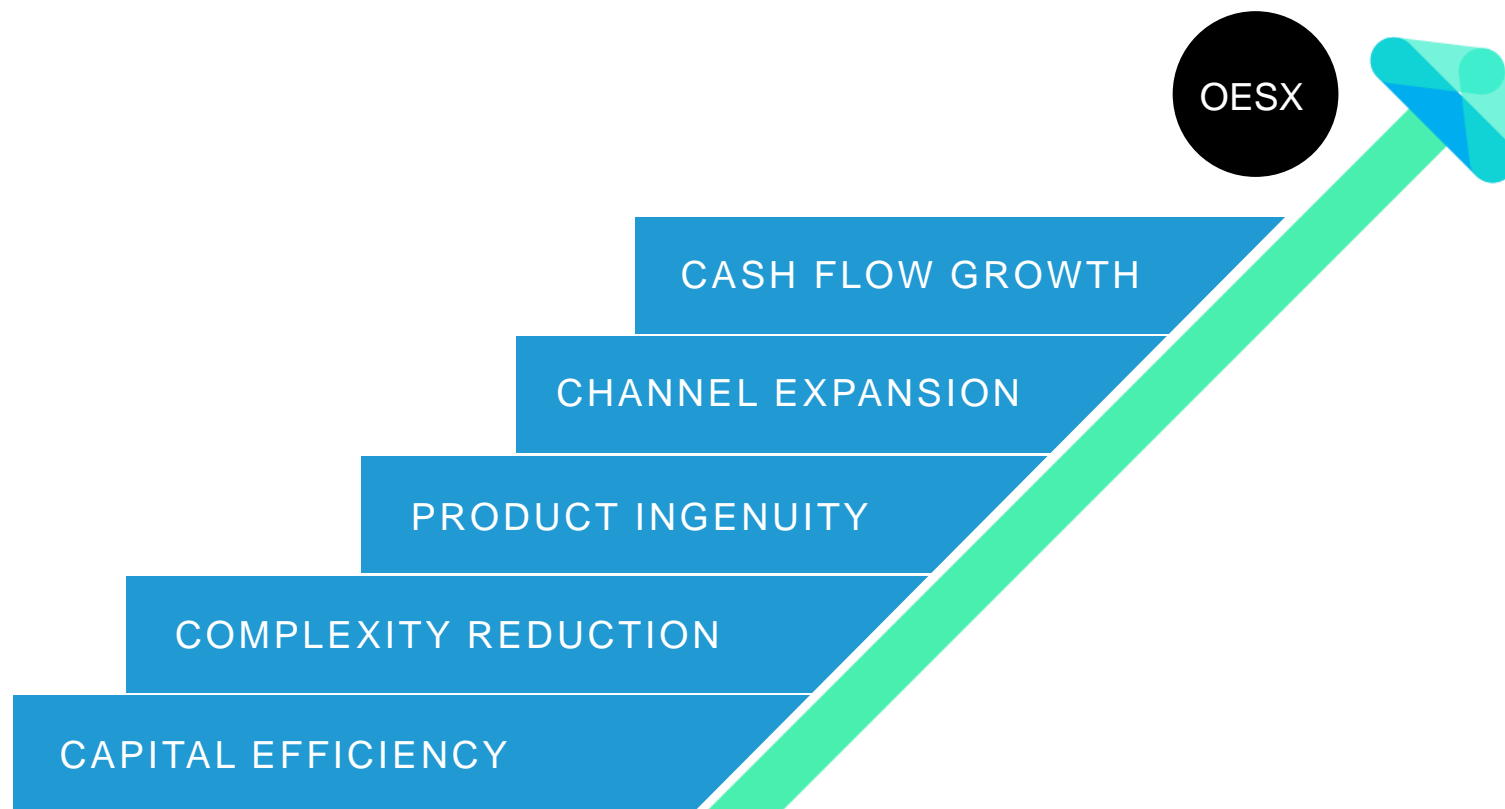 OESX
CASH FLOW GROWTH
CHANNEL EXPANSION
PRODUCT INGENUITY
COMPLEXITY REDUCTION
CAPITAL EFFICIENCY